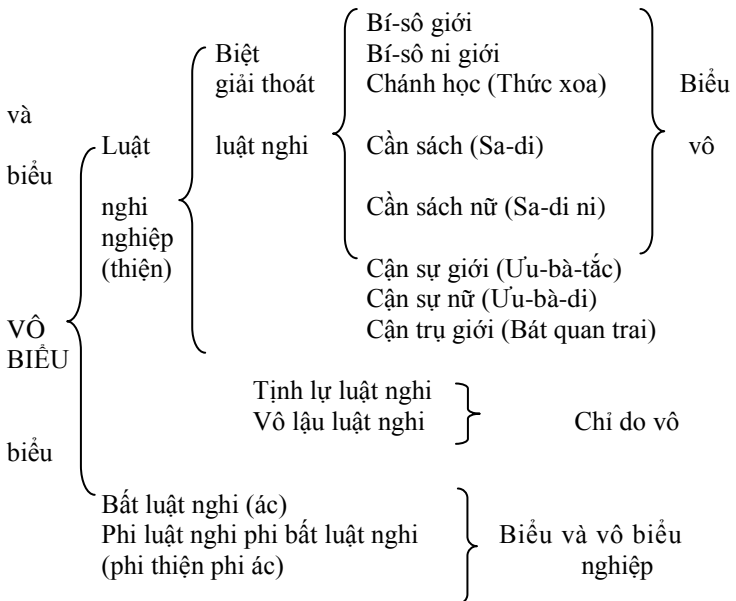 Bí-sô giới
Biệt Bí-sô ni giới
giải thoát Chánh học (Thức xoa) Biểu
và
Luật luật nghi Cần sách (Sa-di) vô
biểu
nghi Cần sách nữ (Sa-di ni)
nghiệp
(thiện) Cận sự giới (Ưu-bà-tắc)
Cận sự nữ (Ưu-bà-di)
VÔ Cận trụ giới (Bát quan trai)
BIỂU
Tịnh lự luật nghi
Vô lậu luật nghi Chỉ do vô
biểu
Bất luật nghi (ác)
Phi luật nghi phi bất luật nghi Biểu và vô biểu
(phi thiện phi ác) nghiệp